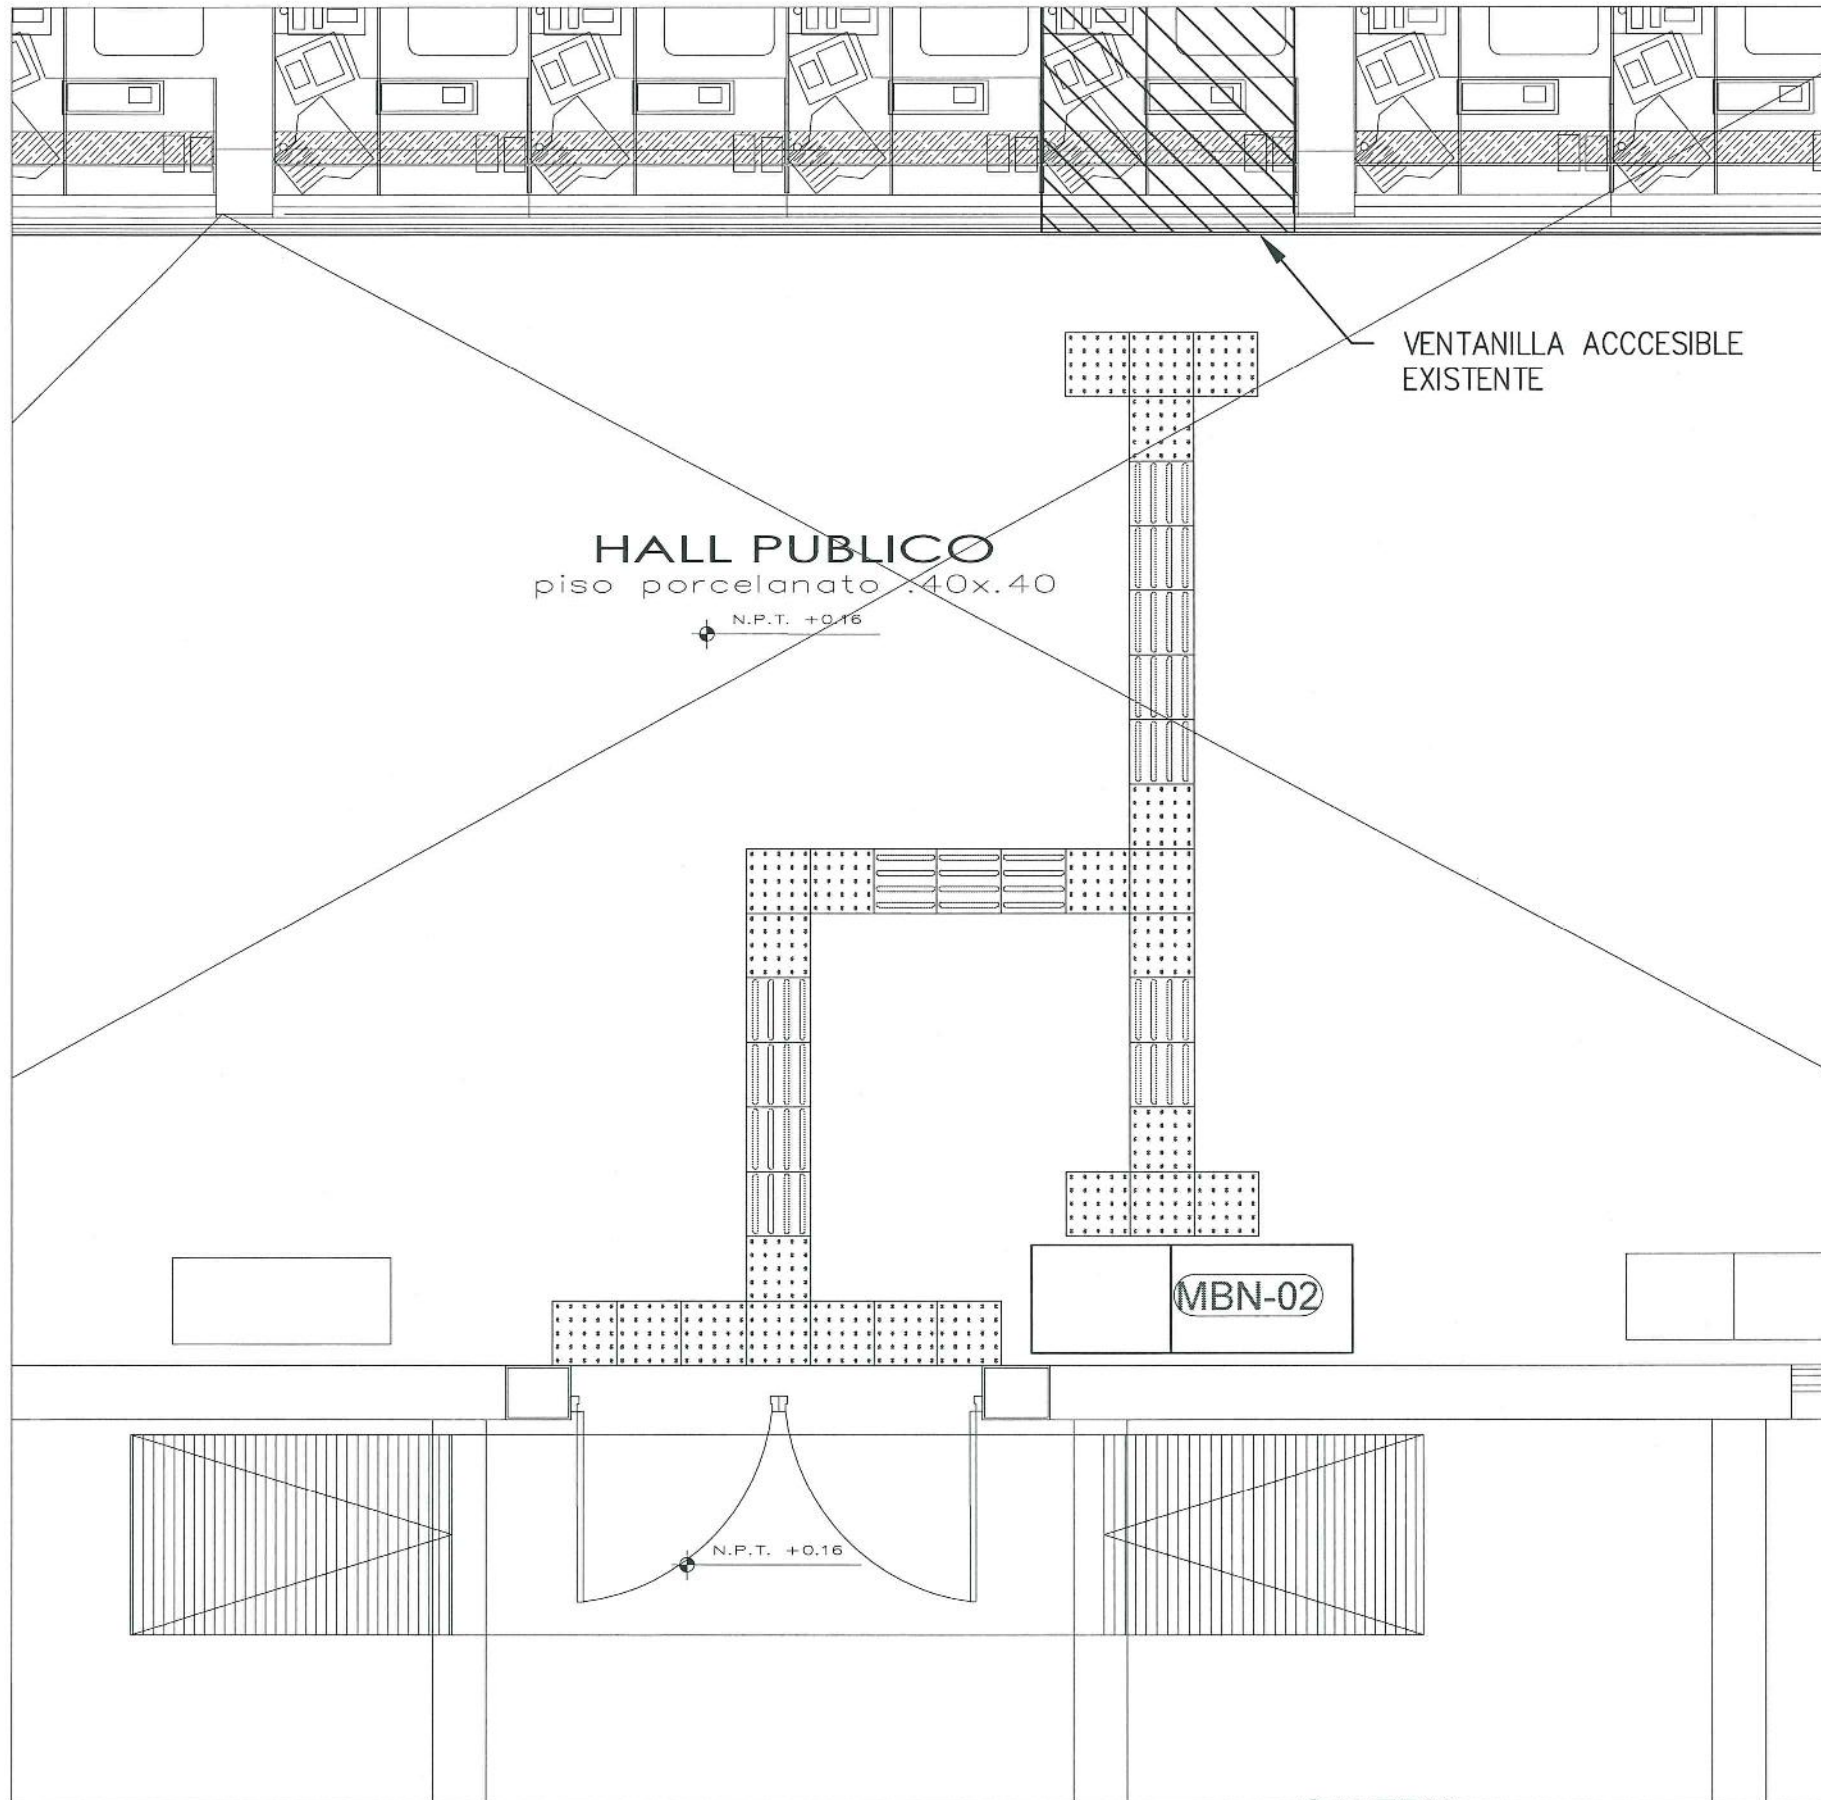 VENTANILLA ACCCESIBLE
EXISTENTE
HALL PUBLICO
piso porcelanato .40x.40
N.P.T. +0.16
MBN-02
N.P.T. +0.16